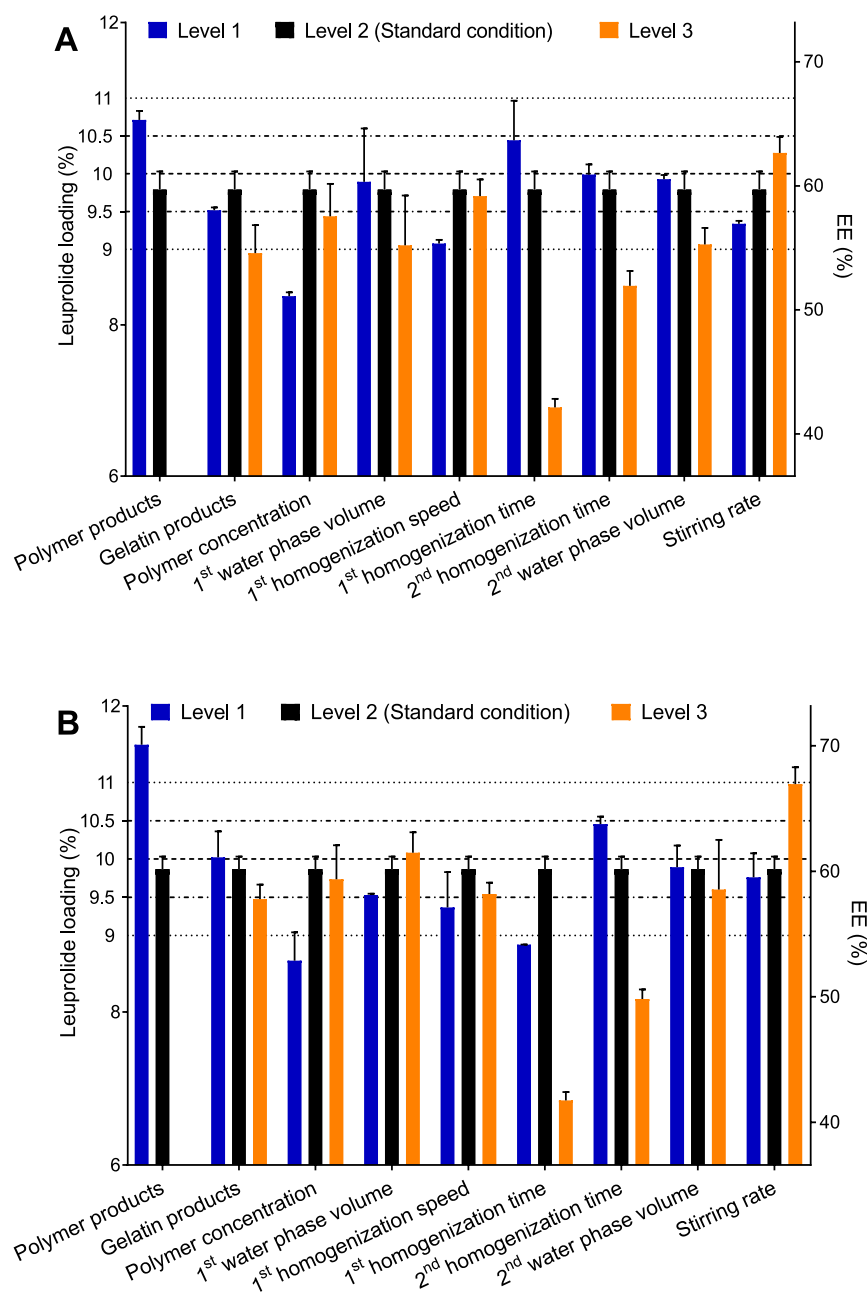 A
Level 1
Level 2 (Standard condition)
Level 3
Leuprolide loading (%)
12
11
10.5
10
9.5
9
8
6
EE (%)
70
60
50
40
Polymer products
Gelatin products
Polymer concentration
1st water phase volume
1st homogenization speed
1st homogenization time
2nd homogenization time
2nd water phase volume
Stirring rate
B
Level 1
Level 2 (Standard condition)
Level 3
Leuprolide loading (%)
12
11
10.5
10
9.5
9
8
6
EE (%)
70
60
50
40
Polymer products
Gelatin products
Polymer concentration
1st water phase volume
1st homogenization speed
1st homogenization time
2nd homogenization time
2nd water phase volume
Stirring rate